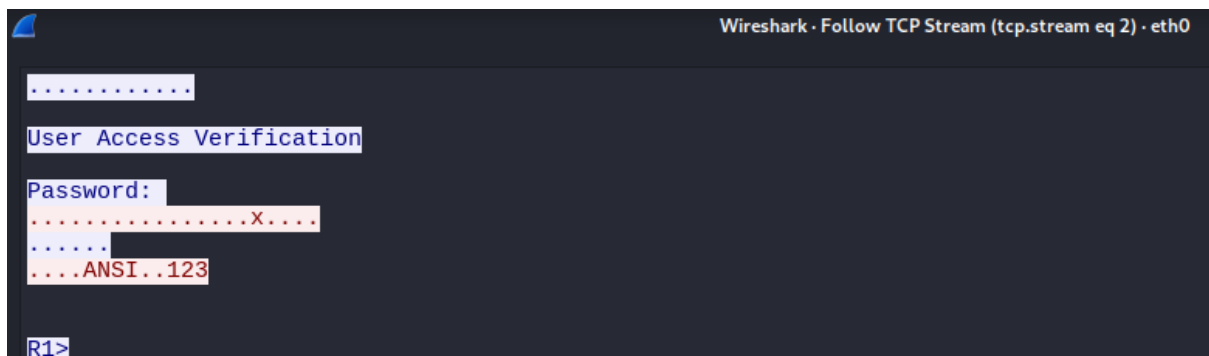 Wireshark · Follow TCP Stream (tcp.stream eq 2) · eth0
............
User Access Verification
Password:
................x....
......
....ANSI..123
R1>